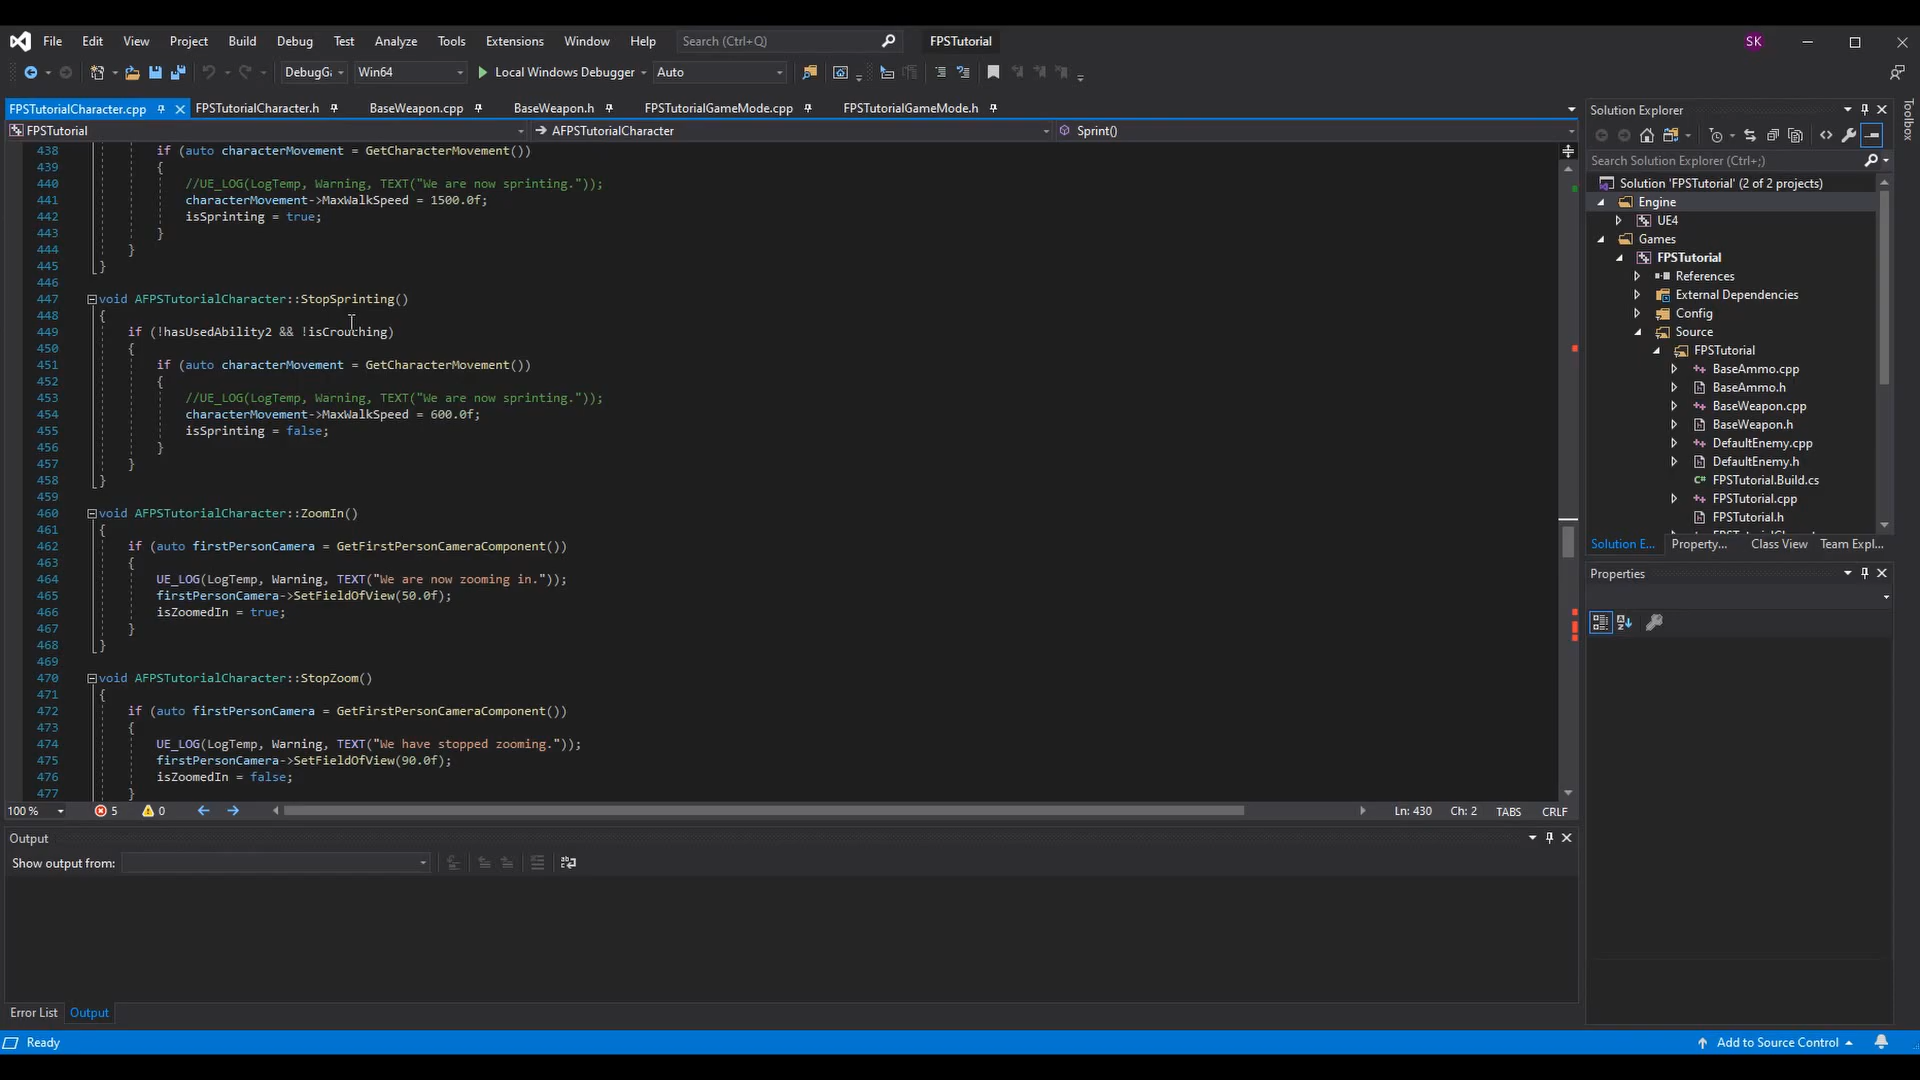 File Edit View Project Build Debug Test Analyze Tools Extensions Window Help Search (Ctrl+Q) FPSTutorial SK
DebugG Win64 Local Windows Debugger Auto
FPSTutorialCharacter.cpp FPSTutorialCharacter.h BaseWeapon.cpp BaseWeapon.h FPSTutorialGameMode.cpp FPSTutorialGameMode.h
FPSTutorial AFPSTutorialCharacter Sprint()
438 if (auto characterMovement = GetCharacterMovement())
439 {
440 //UE_LOG(LogTemp, Warning, TEXT("We are now sprinting."));
441 characterMovement->MaxWalkSpeed = 1500.0f;
442 isSprinting = true;
443 }
444 }
445 }
446
447 void AFPSTutorialCharacter::StopSprinting()
448 {
449 if (!hasUsedAbility2 && !isCrouching)
450 {
451 if (auto characterMovement = GetCharacterMovement())
452 {
453 //UE_LOG(LogTemp, Warning, TEXT("We are now sprinting."));
454 characterMovement->MaxWalkSpeed = 600.0f;
455 isSprinting = false;
456 }
457 }
458 }
459
460 void AFPSTutorialCharacter::ZoomIn()
461 {
462 if (auto firstPersonCamera = GetFirstPersonCameraComponent())
463 {
464 UE_LOG(LogTemp, Warning, TEXT("We are now zooming in."));
465 firstPersonCamera->SetFieldOfView(50.0f);
466 isZoomedIn = true;
467 }
468 }
469
470 void AFPSTutorialCharacter::StopZoom()
471 {
472 if (auto firstPersonCamera = GetFirstPersonCameraComponent())
473 {
474 UE_LOG(LogTemp, Warning, TEXT("We have stopped zooming."));
475 firstPersonCamera->SetFieldOfView(90.0f);
476 isZoomedIn = false;
477 }
100 % 5 0 Ln: 430 Ch: 2 TABS CRLF
Output
Show output from:
Error List Output
Solution Explorer
Toolbox
Search Solution Explorer (Ctrl+;)
Solution 'FPSTutorial' (2 of 2 projects)
Engine
UE4
Games
FPSTutorial
References
External Dependencies
Config
Source
FPSTutorial
BaseAmmo.cpp
BaseAmmo.h
BaseWeapon.cpp
BaseWeapon.h
DefaultEnemy.cpp
DefaultEnemy.h
FPSTutorial.Build.cs
FPSTutorial.cpp
FPSTutorial.h
Solution E... Property... Class View Team Expl...
Properties
Ready Add to Source Control